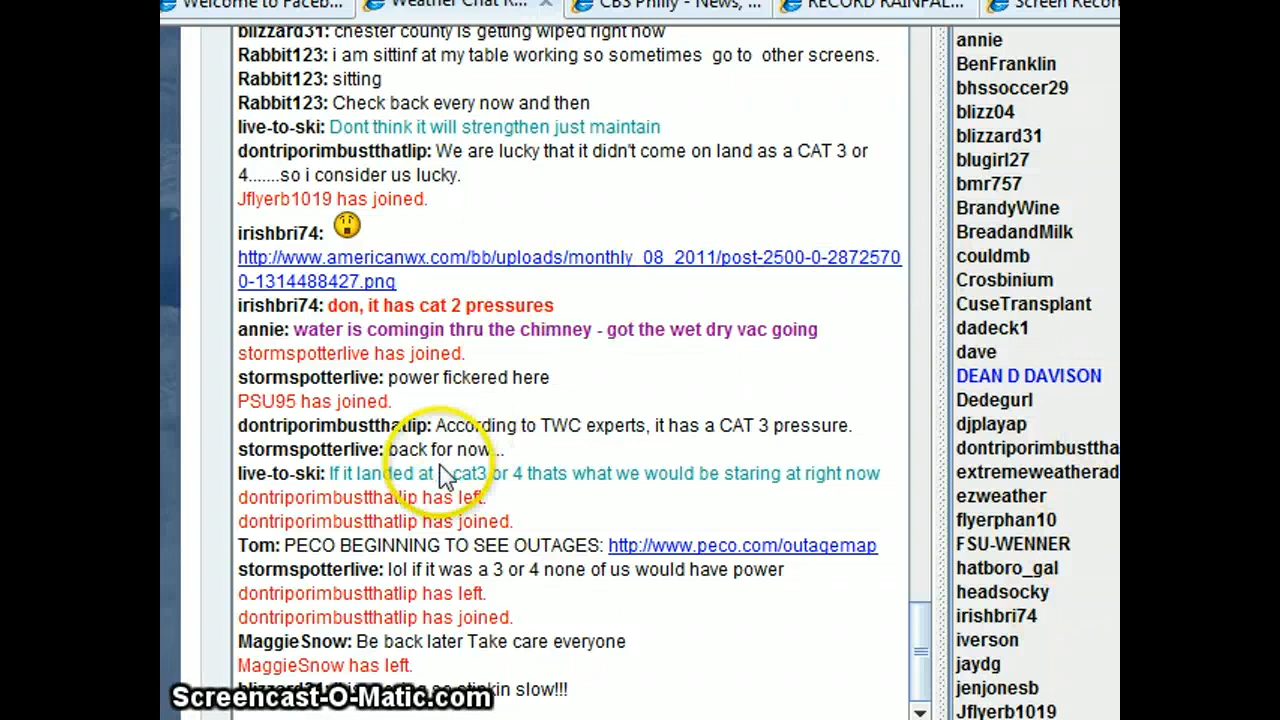 Welcome to Faceb...
Weather Chat R...
CBS Philly - News, ...
RECORD RAINFAL...
Screen Recor
blizzard31: chester county is getting wiped right now
Rabbit123: i am sittinf at my table working so sometimes go to other screens.
Rabbit123: sitting
Rabbit123: Check back every now and then
live-to-ski: Dont think it will strengthen just maintain
dontriporimbustthatlip: We are lucky that it didn't come on land as a CAT 3 or
4.......so i consider us lucky.
Jflyerb1019 has joined.
irishbri74:
http://www.americanwx.com/bb/uploads/monthly_08_2011/post-2500-0-2872570
0-1314488427.png
irishbri74: don, it has cat 2 pressures
annie: water is comingin thru the chimney - got the wet dry vac going
stormspotterlive has joined.
stormspotterlive: power fickered here
PSU95 has joined.
dontriporimbustthatlip: According to TWC experts, it has a CAT 3 pressure.
stormspotterlive: back for now...
live-to-ski: If it landed at cat3 or 4 thats what we would be staring at right now
dontriporimbustthatlip has left.
dontriporimbustthatlip has joined.
Tom: PECO BEGINNING TO SEE OUTAGES: http://www.peco.com/outagemap
stormspotterlive: lol if it was a 3 or 4 none of us would have power
dontriporimbustthatlip has left.
dontriporimbustthatlip has joined.
MaggieSnow: Be back later Take care everyone
MaggieSnow has left.
slow!!!
Screencast-O-Matic.com
annie
BenFranklin
bhssoccer29
blizz04
blizzard31
blugirl27
bmr757
BrandyWine
BreadandMilk
couldmb
Crosbinium
CuseTransplant
dadeck1
dave
DEAN D DAVISON
Dedegurl
djplayap
dontriporimbusttha
extremeweatherad
ezweather
flyerphan10
FSU-WENNER
hatboro_gal
headsocky
irishbri74
iverson
jaydg
jenjonesb
Jflyerb1019